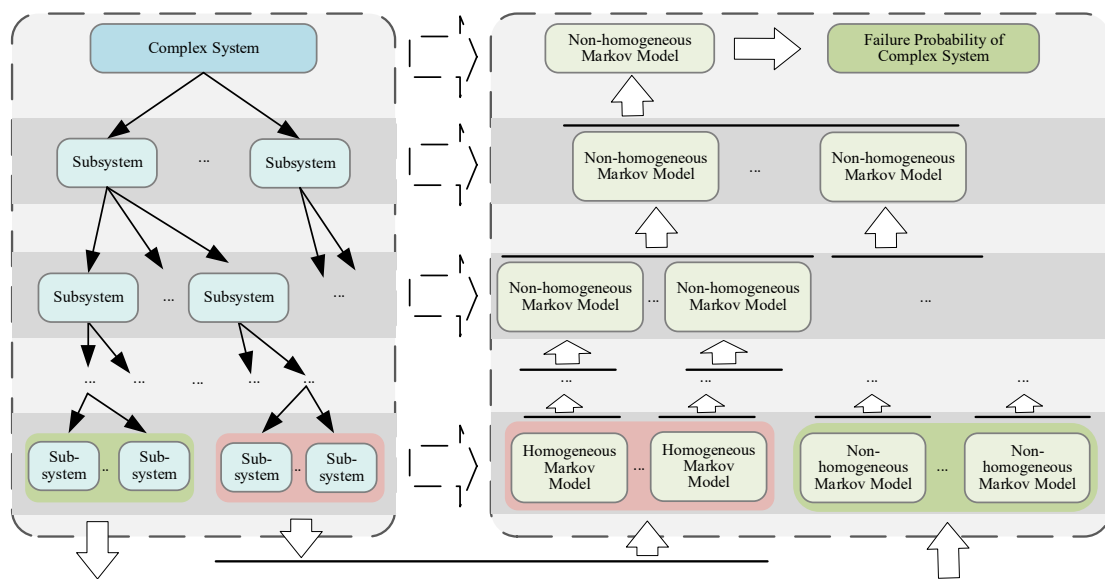 Complex System
Subsystem
...
Subsystem
Subsystem
...
Subsystem
...
...
...
...
...
...
Sub-
system
..
Sub-
system
Sub-
system
..
Sub-
system
Non-homogeneous
Markov Model
Failure Probability of
Complex System
Non-homogeneous
Markov Model
...
Non-homogeneous
Markov Model
Non-homogeneous
Markov Model
...
Non-homogeneous
Markov Model
...
...
...
...
...
Homogeneous
Markov
Model
...
Homogeneous
Markov
Model
Non-
homogeneous
Markov Model
...
Non-
homogeneous
Markov Model